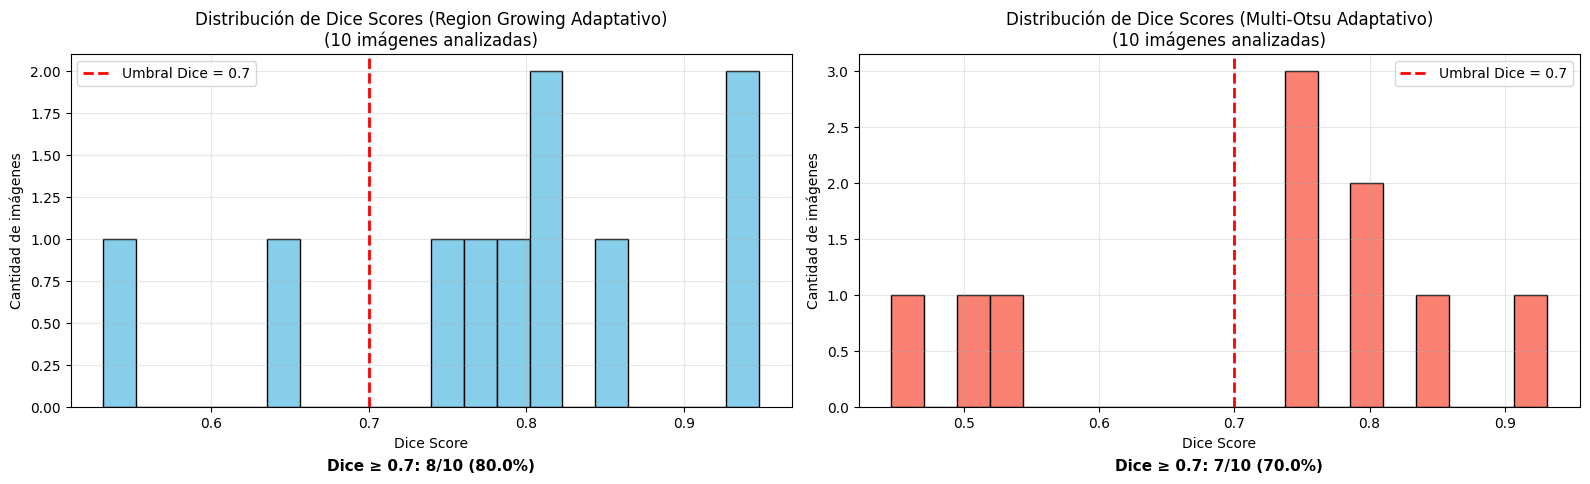 Distribución de Dice Scores (Region Growing Adaptativo)
(10 imágenes analizadas)
Umbral Dice = 0.7
Cantidad de imágenes
2.00
1.75
1.50
1.25
1.00
0.75
0.50
0.25
0.00
0.6
0.7
0.8
0.9
Dice Score
Dice ≥ 0.7: 8/10 (80.0%)
Distribución de Dice Scores (Multi-Otsu Adaptativo)
(10 imágenes analizadas)
Umbral Dice = 0.7
Cantidad de imágenes
3.0
2.5
2.0
1.5
1.0
0.5
0.0
0.5
0.6
0.7
0.8
0.9
Dice Score
Dice ≥ 0.7: 7/10 (70.0%)